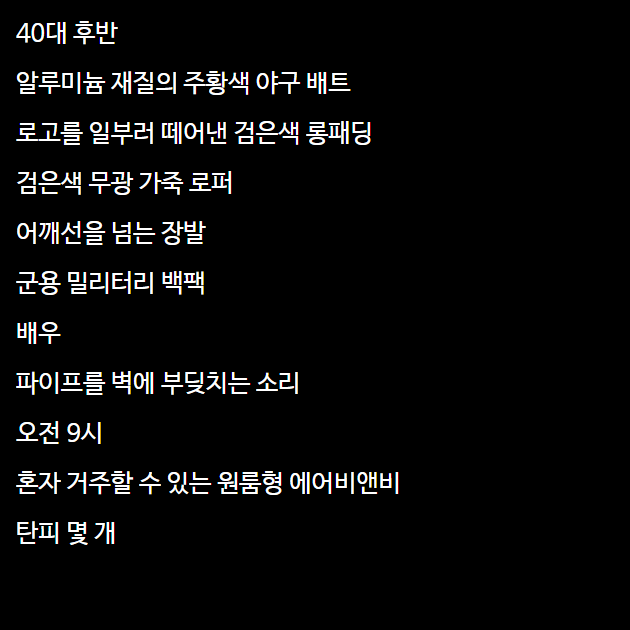 40대 후반
알루미늄 재질의 주황색 야구 배트
로고를 일부러 떼어낸 검은색 롱패딩
검은색 무광 가죽 로퍼
어깨선을 넘는 장발
군용 밀리터리 백팩
배우
파이프를 벽에 부딪치는 소리
오전 9시
혼자 거주할 수 있는 원룸형 에어비앤비
탄피 몇 개